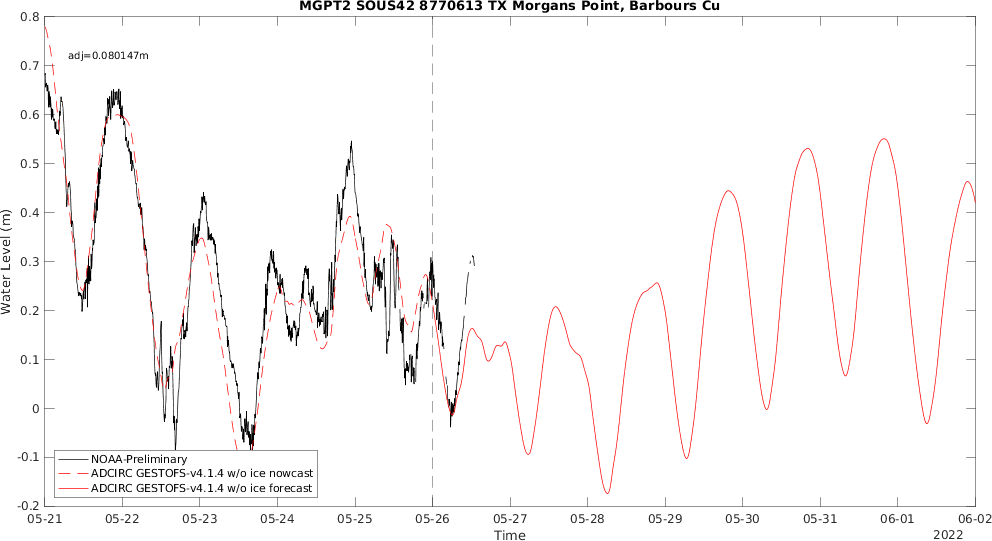 MGPT2 SOUS42 8770613 TX Morgans Point, Barbours Cu
adj=0.080147m
Water Level (m)
0.8
0.7
0.6
0.5
0.4
0.3
0.2
0.1
0
-0.1
-0.2
NOAA-Preliminary
ADCIRC GESTOFS-v4.1.4 w/o ice nowcast
ADCIRC GESTOFS-v4.1.4 w/o ice forecast
05-21 05-22 05-23 05-24 05-25 05-26 05-27 05-28 05-29 05-30 05-31 06-01 06-02
Time
2022